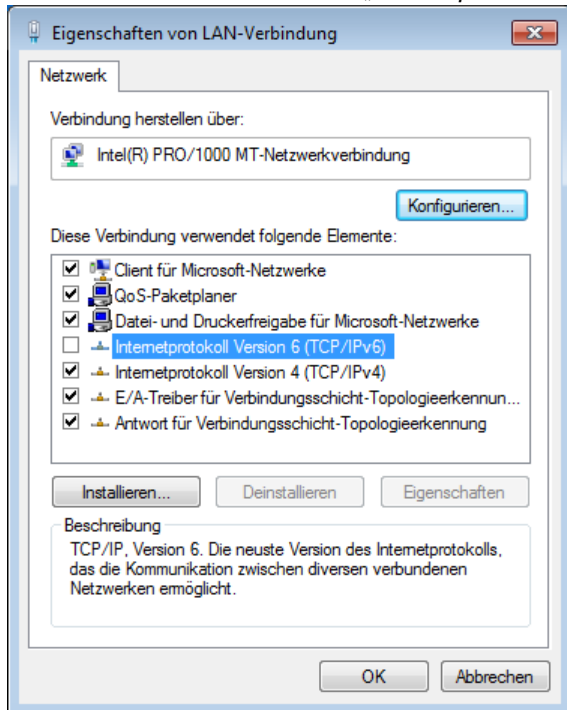 Eigenschaften von LAN-Verbindung
Netzwerk
Verbindung herstellen über:
Intel(R) PRO/1000 MT-Netzwerkverbindung
Konfigurieren...
Diese Verbindung verwendet folgende Elemente:
Client für Microsoft-Netzwerke
QoS-Paketplaner
Datei- und Druckerfreigabe für Microsoft-Netzwerke
Internetprotokoll Version 6 (TCP/IPv6)
Internetprotokoll Version 4 (TCP/IPv4)
E/A-Treiber für Verbindungsschicht-Topologieerkennun...
Antwort für Verbindungsschicht-Topologieerkennung
Installieren... Deinstallieren Eigenschaften
Beschreibung
TCP/IP, Version 6. Die neuste Version des Internetprotokolls,
das die Kommunikation zwischen diversen verbundenen
Netzwerken ermöglicht.
OK Abbrechen